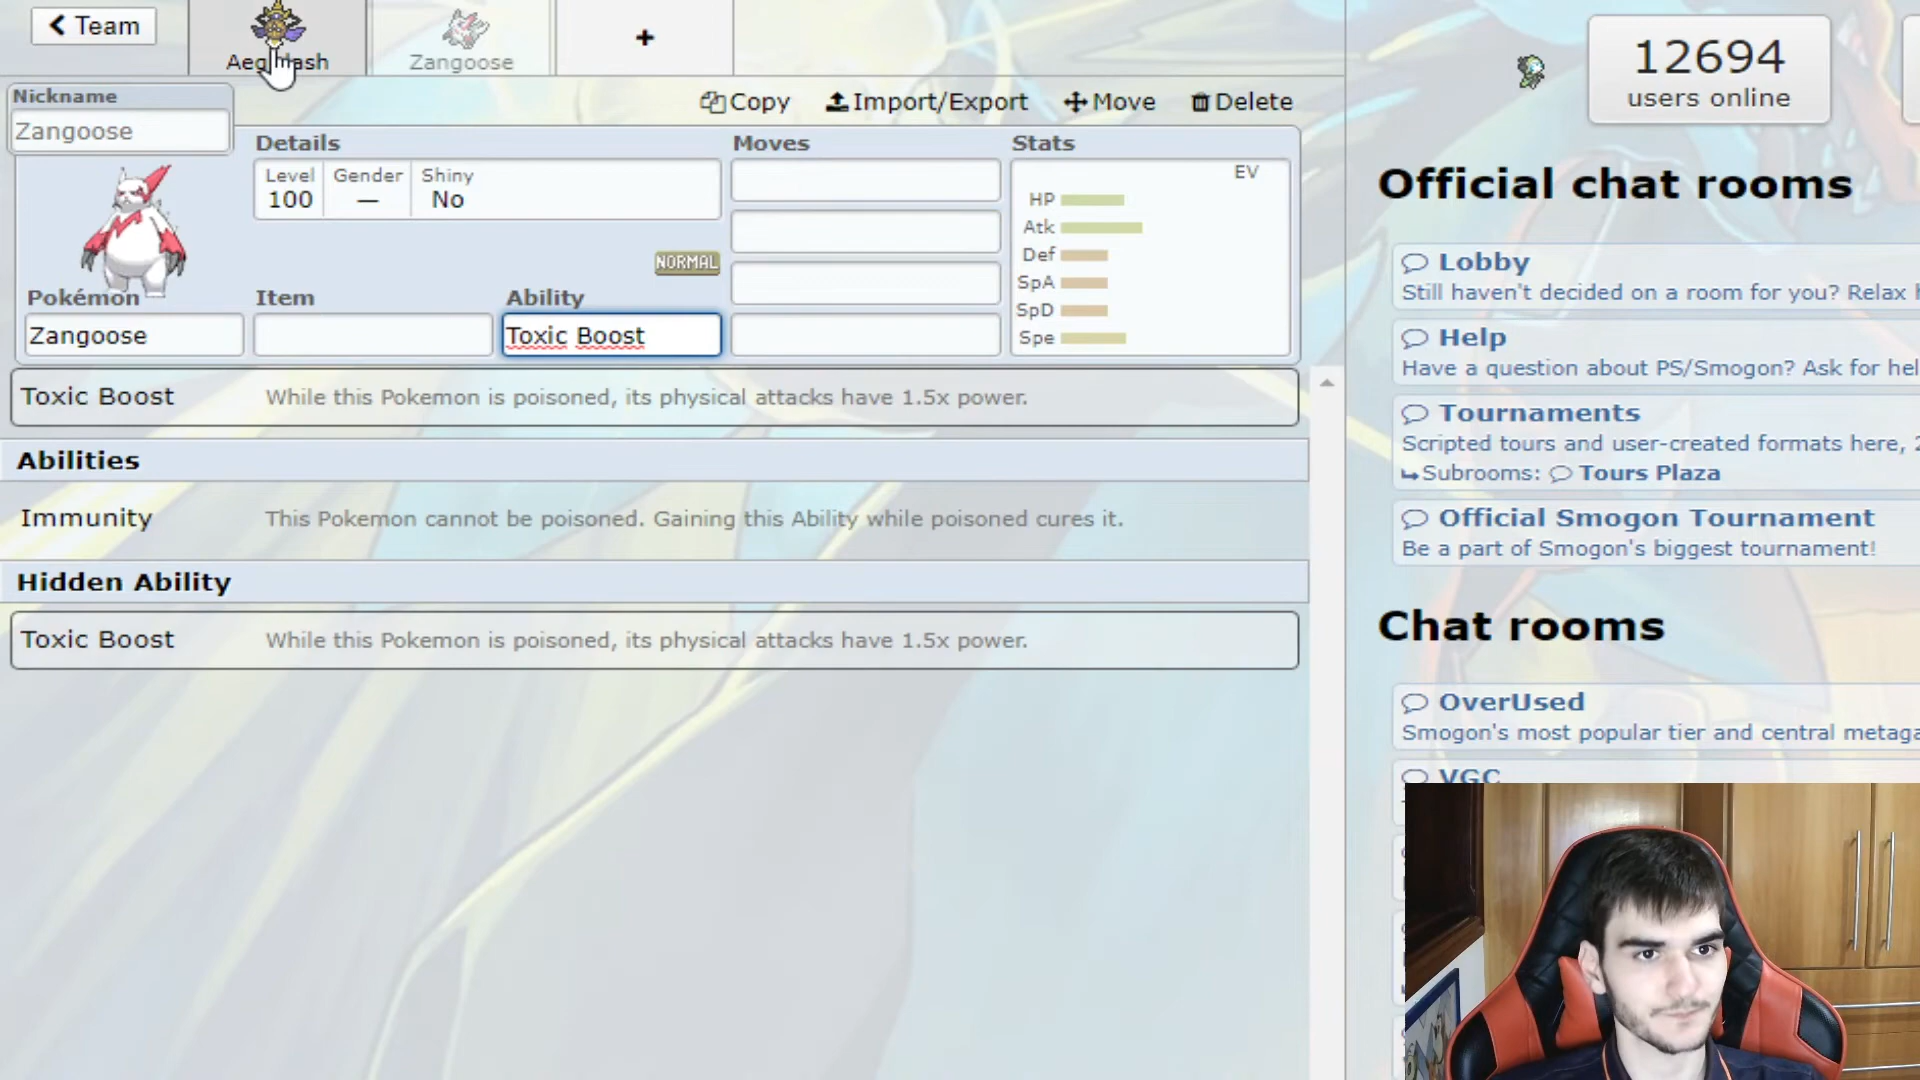 Team
Aegislash
Zangoose
+
12694
users online
Nickname
Zangoose
Copy
Import/Export
Move
Delete
Details
Moves
Stats
Level
Gender
Shiny
EV
100
—
No
HP
Atk
Def
SpA
SpD
Spe
NORMAL
Pokémon
Item
Ability
Zangoose
Toxic Boost
Toxic Boost
While this Pokemon is poisoned, its physical attacks have 1.5x power.
Abilities
Immunity
This Pokemon cannot be poisoned. Gaining this Ability while poisoned cures it.
Hidden Ability
Toxic Boost
While this Pokemon is poisoned, its physical attacks have 1.5x power.
Official chat rooms
Lobby
Still haven't decided on a room for you? Relax
Help
Have a question about PS/Smogon? Ask for
Tournaments
Scripted tours and user-created formats here,
Subrooms: Tours Plaza
Official Smogon Tournament
Be a part of Smogon's biggest tournament!
Chat rooms
OverUsed
Smogon's most popular tier and central
VGC